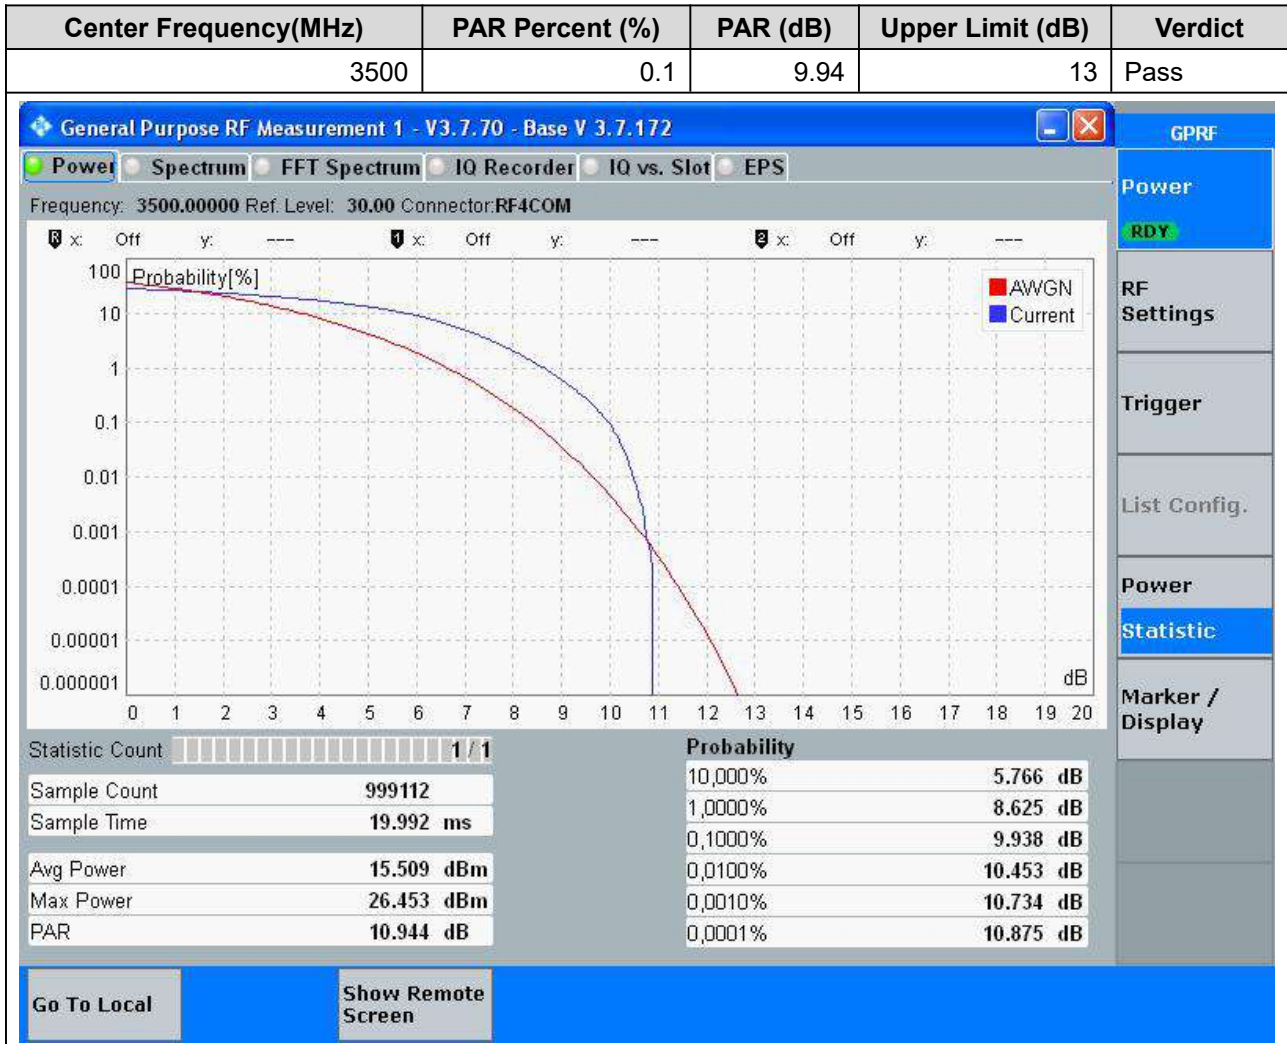 Center Frequency(MHz) PAR Percent (%) PAR (dB) Upper Limit (dB) Verdict
3500 0.1 9.94 13 Pass
General Purpose RF Measurement 1 - V3.7.70 - Base V 3.7.172
GPRF
Power Spectrum FFT Spectrum IQ Recorder IQ vs. Slot EPS
Frequency: 3500.00000 Ref. Level: 30.00 Connector:RF4COM
R x: Off y: --- 1 x: Off y: --- 2 x: Off y: ---
Probability[%]
100
10
1
0.1
0.01
0.001
0.0001
0.00001
0.000001
AWGN
Current
dB
0 1 2 3 4 5 6 7 8 9 10 11 12 13 14 15 16 17 18 19 20
Statistic Count 1 / 1
Sample Count 999112
Sample Time 19.992 ms
Avg Power 15.509 dBm
Max Power 26.453 dBm
PAR 10.944 dB
Probability
10,000% 5.766 dB
1,0000% 8.625 dB
0,1000% 9.938 dB
0,0100% 10.453 dB
0,0010% 10.734 dB
0,0001% 10.875 dB
Power
RDY
RF
Settings
Trigger
List Config.
Power
Statistic
Marker /
Display
Go To Local
Show Remote
Screen